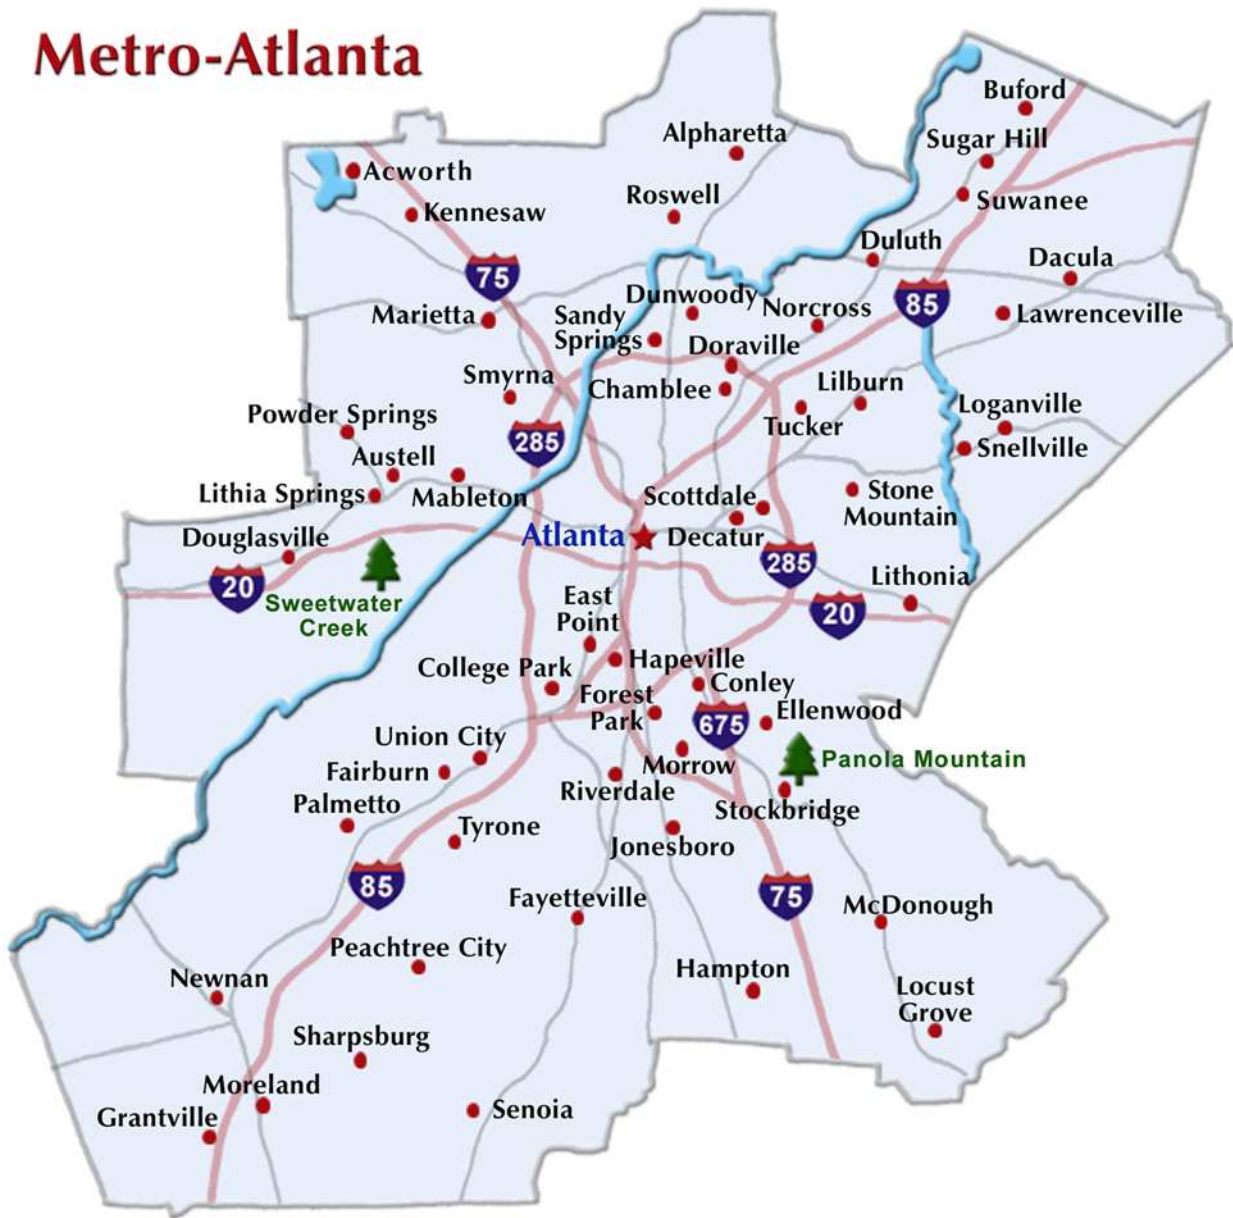 Metro-Atlanta
Buford
Alpharetta
Sugar Hill
Acworth
Roswell
Suwanee
Kennesaw
Duluth
Dacula
75
85
Dunwoody
Marietta
Sandy
Springs
Norcross
Lawrenceville
Doraville
Smyrna
Chamblee
Lilburn
Powder Springs
Tucker
Loganville
285
Austell
Snellville
Lithia Springs
Mableton
Scottdale
Stone
Mountain
Douglasville
Atlanta
Decatur
20
285
Lithonia
Sweetwater
Creek
East
Point
20
College Park
Hapeville
Forest
Park
Conley
Ellenwood
675
Union City
Fairburn
Morrow
Panola Mountain
Palmetto
Riverdale
Stockbridge
Tyrone
Jonesboro
85
75
Fayetteville
McDonough
Peachtree City
Newnan
Hampton
Locust
Grove
Sharpsburg
Moreland
Grantville
Senoia